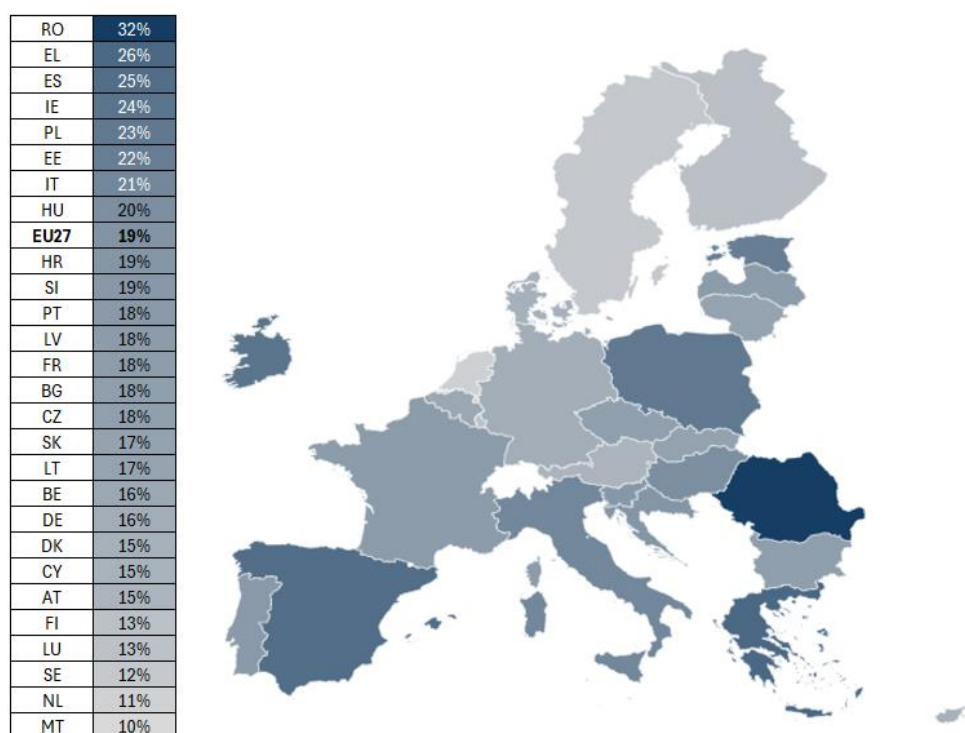 RO 32%
EL 26%
ES 25%
IE 24%
PL 23%
EE 22%
IT 21%
HU 20%
EU27 19%
HR 19%
SI 19%
PT 18%
LV 18%
FR 18%
BG 18%
CZ 18%
SK 17%
LT 17%
BE 16%
DE 16%
DK 15%
CY 15%
AT 15%
FI 13%
LU 13%
SE 12%
NL 11%
MT 10%